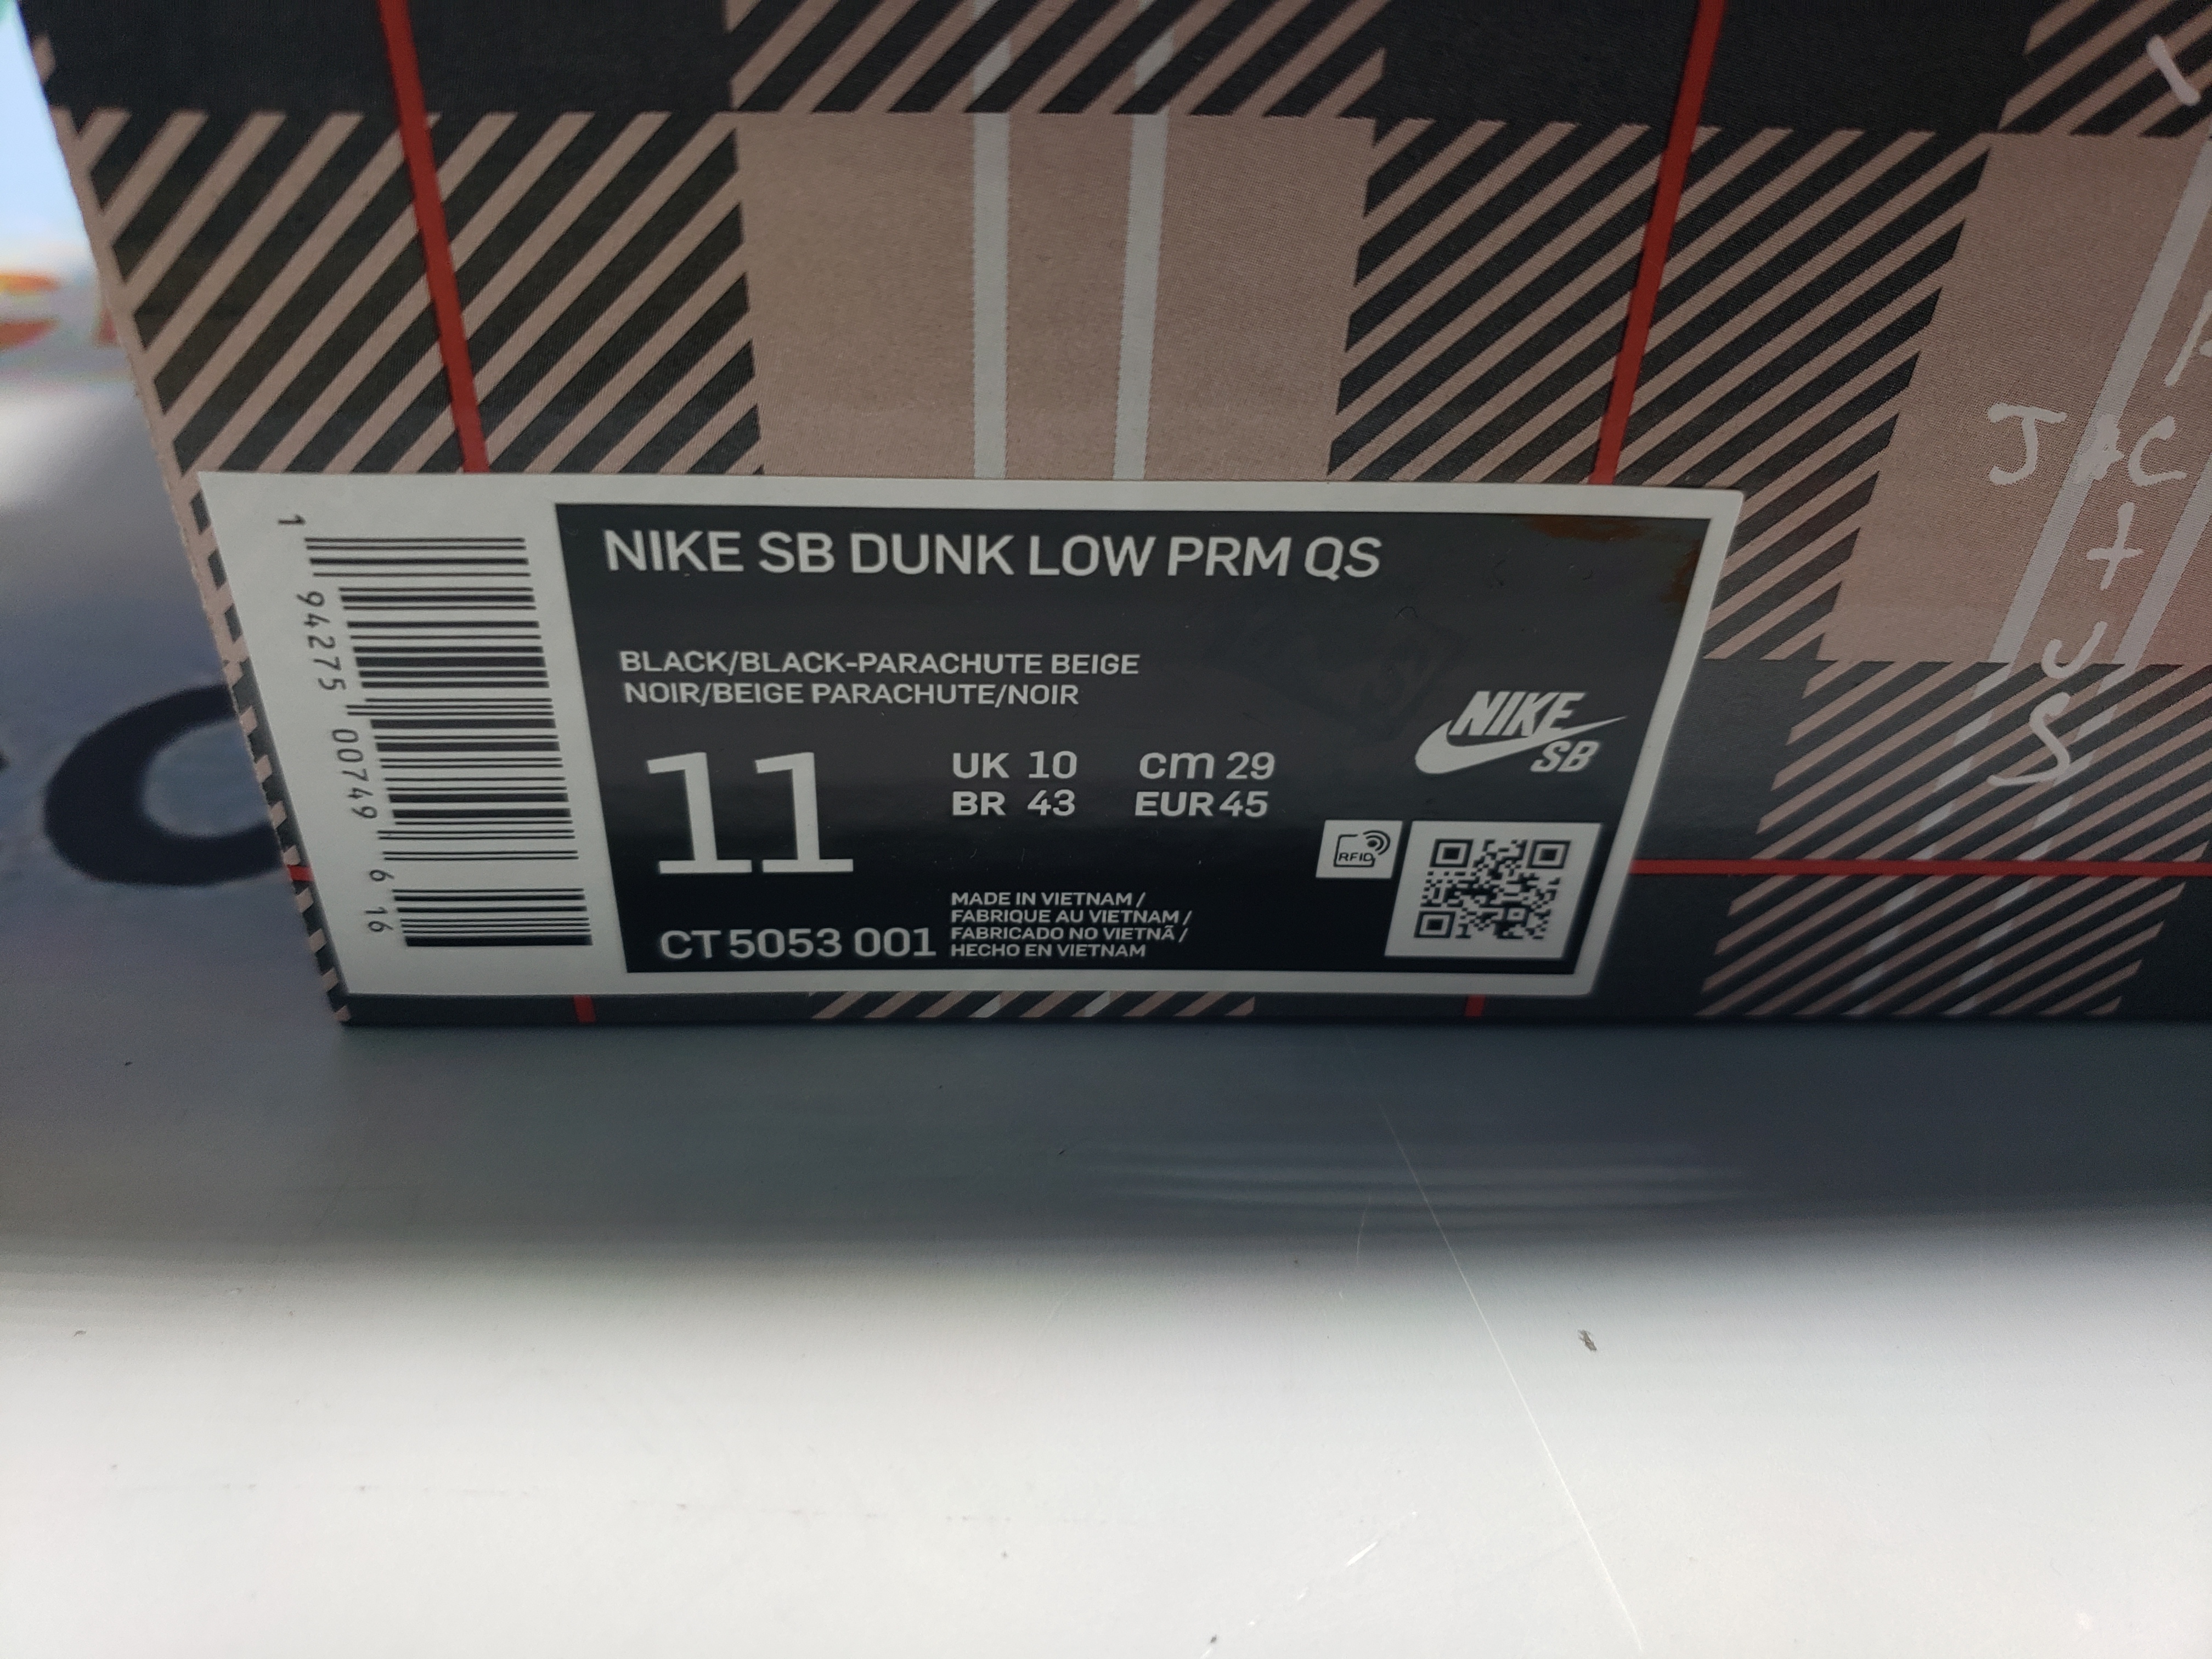 NIKE SB DUNK LOW PRM QS
BLACK/BLACK-PARACHUTE BEIGE
NOIR/BEIGE PARACHUTE/NOIR
11
UK 10 cm 29
BR 43 EUR 45
CT5053 001
MADE IN VIETNAM /
FABRIQUE AU VIETNAM /
FABRICADO NO VIETNÃ /
HECHO EN VIETNAM
NIKE
SB
RFID
1 94275 00749 6 16
J
A C
T
U
S